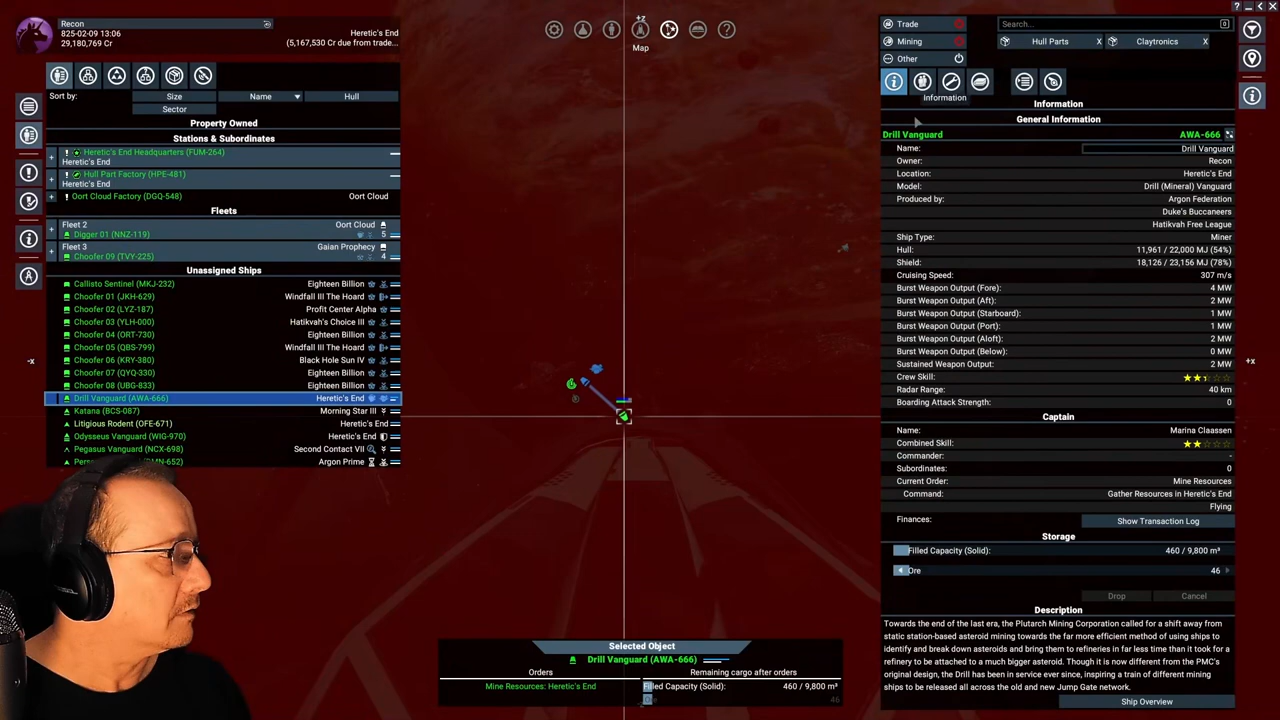 Recon
825-02-09 13:06
29,180,769 Cr
Heretic's End
(5,167,530 Cr due from trade...
Sort by:
Size
Name
Hull
Sector
Property Owned
Stations & Subordinates
! Heretic's End Headquarters (FUM-264)
Heretic's End
! Hull Part Factory (HPE-481)
Heretic's End
! Oort Cloud Factory (DGQ-548) Oort Cloud
Fleets
Fleet 2 Oort Cloud
Digger 01 (NNZ-119) 5
Fleet 3 Gaian Prophecy
Choofer 09 (TVY-225) 4
Unassigned Ships
Callisto Sentinel (MKJ-232) Eighteen Billion
Choofer 01 (JKH-629) Windfall III The Hoard
Choofer 02 (LYZ-187) Profit Center Alpha
Choofer 03 (YLH-000) Hatikvah's Choice III
Choofer 04 (QRT-730) Eighteen Billion
Choofer 05 (QBS-799) Windfall III The Hoard
Choofer 06 (KRY-380) Black Hole Sun IV
Choofer 07 (QYQ-330) Eighteen Billion
Choofer 08 (UBG-833) Eighteen Billion
Drill Vanguard (AWA-666) Heretic's End
Katana (BCS-087) Morning Star III
Litigious Rodent (OFE-671) Heretic's End
Odysseus Vanguard (WIG-970) Heretic's End
Pegasus Vanguard (NCX-698) Second Contact VII
Argon Prime
+z
Map
-x
+x
Trade
Mining
Other
Search...
0
Hull Parts X
Claytronics X
Information
Information
General Information
Drill Vanguard AWA-666
Name: Drill Vanguard
Owner: Recon
Location: Heretic's End
Model: Drill (Mineral) Vanguard
Produced by: Argon Federation
Duke's Buccaneers
Hatikvah Free League
Ship Type: Miner
Hull: 11,961 / 22,000 MJ (54%)
Shield: 18,126 / 23,156 MJ (78%)
Cruising Speed: 307 m/s
Burst Weapon Output (Fore): 4 MW
Burst Weapon Output (Aft): 2 MW
Burst Weapon Output (Starboard): 1 MW
Burst Weapon Output (Port): 1 MW
Burst Weapon Output (Aloft): 2 MW
Burst Weapon Output (Below): 0 MW
Sustained Weapon Output: 2 MW
Crew Skill:
Radar Range: 40 km
Boarding Attack Strength: 0
Captain
Name: Marina Claassen
Combined Skill:
Commander: -
Subordinates: 0
Current Order: Mine Resources
Command: Gather Resources in Heretic's End
Flying
Finances: Show Transaction Log
Storage
Filled Capacity (Solid): 460 / 9,800 m³
Ore 46
Drop
Cancel
Description
Towards the end of the last era, the Plutarch Mining Corporation called for a shift away from
static station-based asteroid mining towards the far more efficient method of using ships to
identify and break down asteroids and bring them to refineries in far less time than it took for a
refinery to be attached to a much bigger asteroid. Though it is now different from the PMC's
original design, the Drill has been in service ever since, inspiring a train of different mining
ships to be released all across the old and new Jump Gate network.
Ship Overview
Selected Object
Drill Vanguard (AWA-666)
Orders
Remaining cargo after orders
Mine Resources: Heretic's End
Filled Capacity (Solid): 460 / 9,800 m³
46